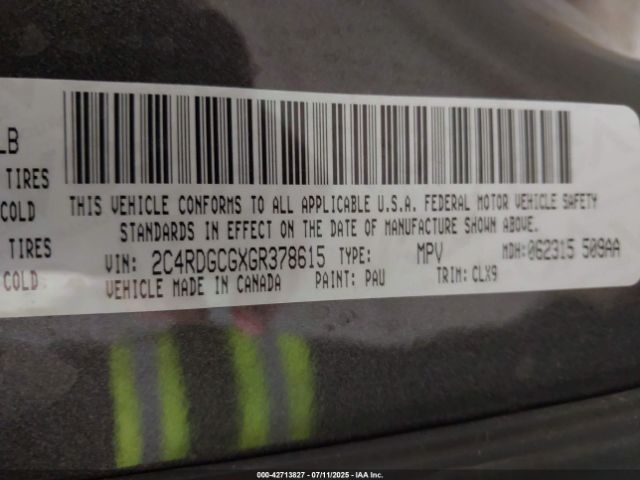 LB
TIRES
COLD
TIRES
COLD
THIS VEHICLE CONFORMS TO ALL APPLICABLE U.S.A. FEDERAL MOTOR VEHICLE SAFETY
STANDARDS IN EFFECT ON THE DATE OF MANUFACTURE SHOWN ABOVE.
VIN: 2C4RDGCGXGR378615 TYPE: MPV MDH: 062315 509AA
VEHICLE MADE IN CANADA PAINT: PAU TRIM: CLX9
000-42713827 / 07/11/2025 - IAA Inc.